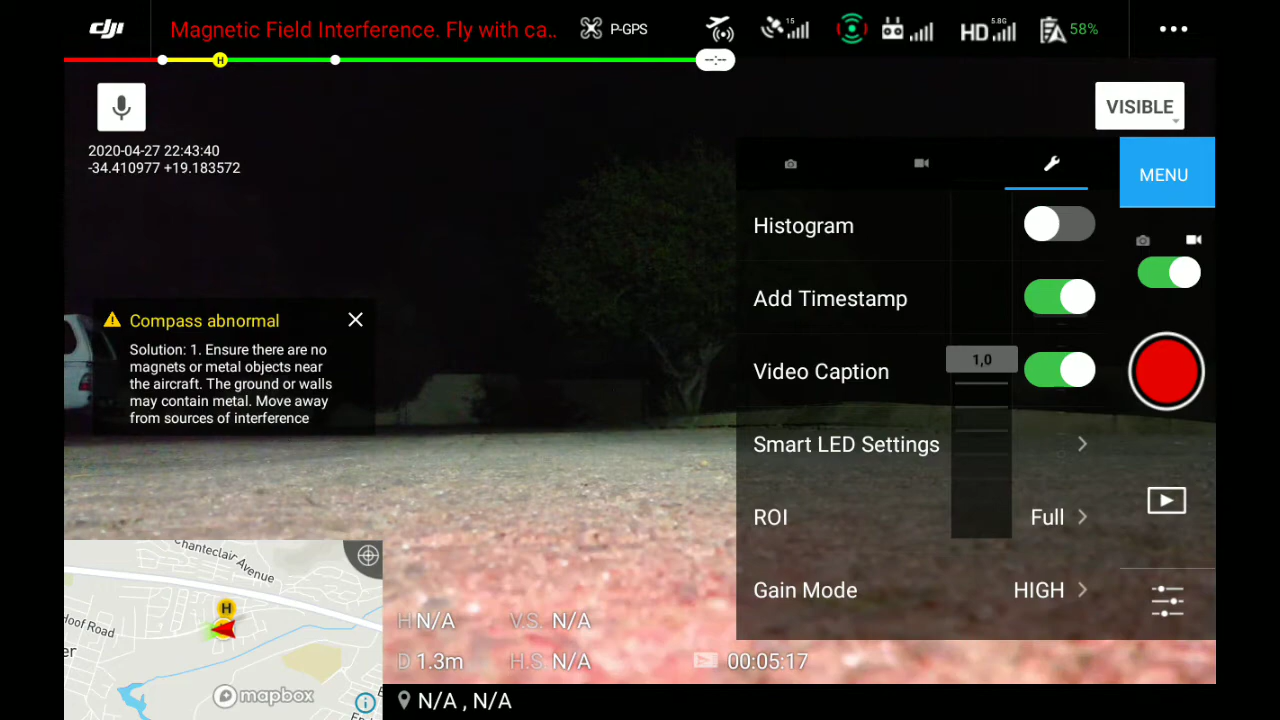 dji
Magnetic Field Interference. Fly with ca..
P-GPS
15
HD
5.8G
58%
H
--:--
VISIBLE
2020-04-27 22:43:40
-34.410977 +19.183572
MENU
Histogram
Add Timestamp
Compass abnormal
Solution: 1. Ensure there are no
magnets or metal objects near
the aircraft. The ground or walls
may contain metal. Move away
from sources of interference
1,0
Video Caption
Smart LED Settings
ROI Full
Gain Mode HIGH
Chanteclair Avenue
Hoof Road
er
H
mapbox
H N/A V.S. N/A
D 1.3m H.S. N/A 00:05:17
N/A , N/A